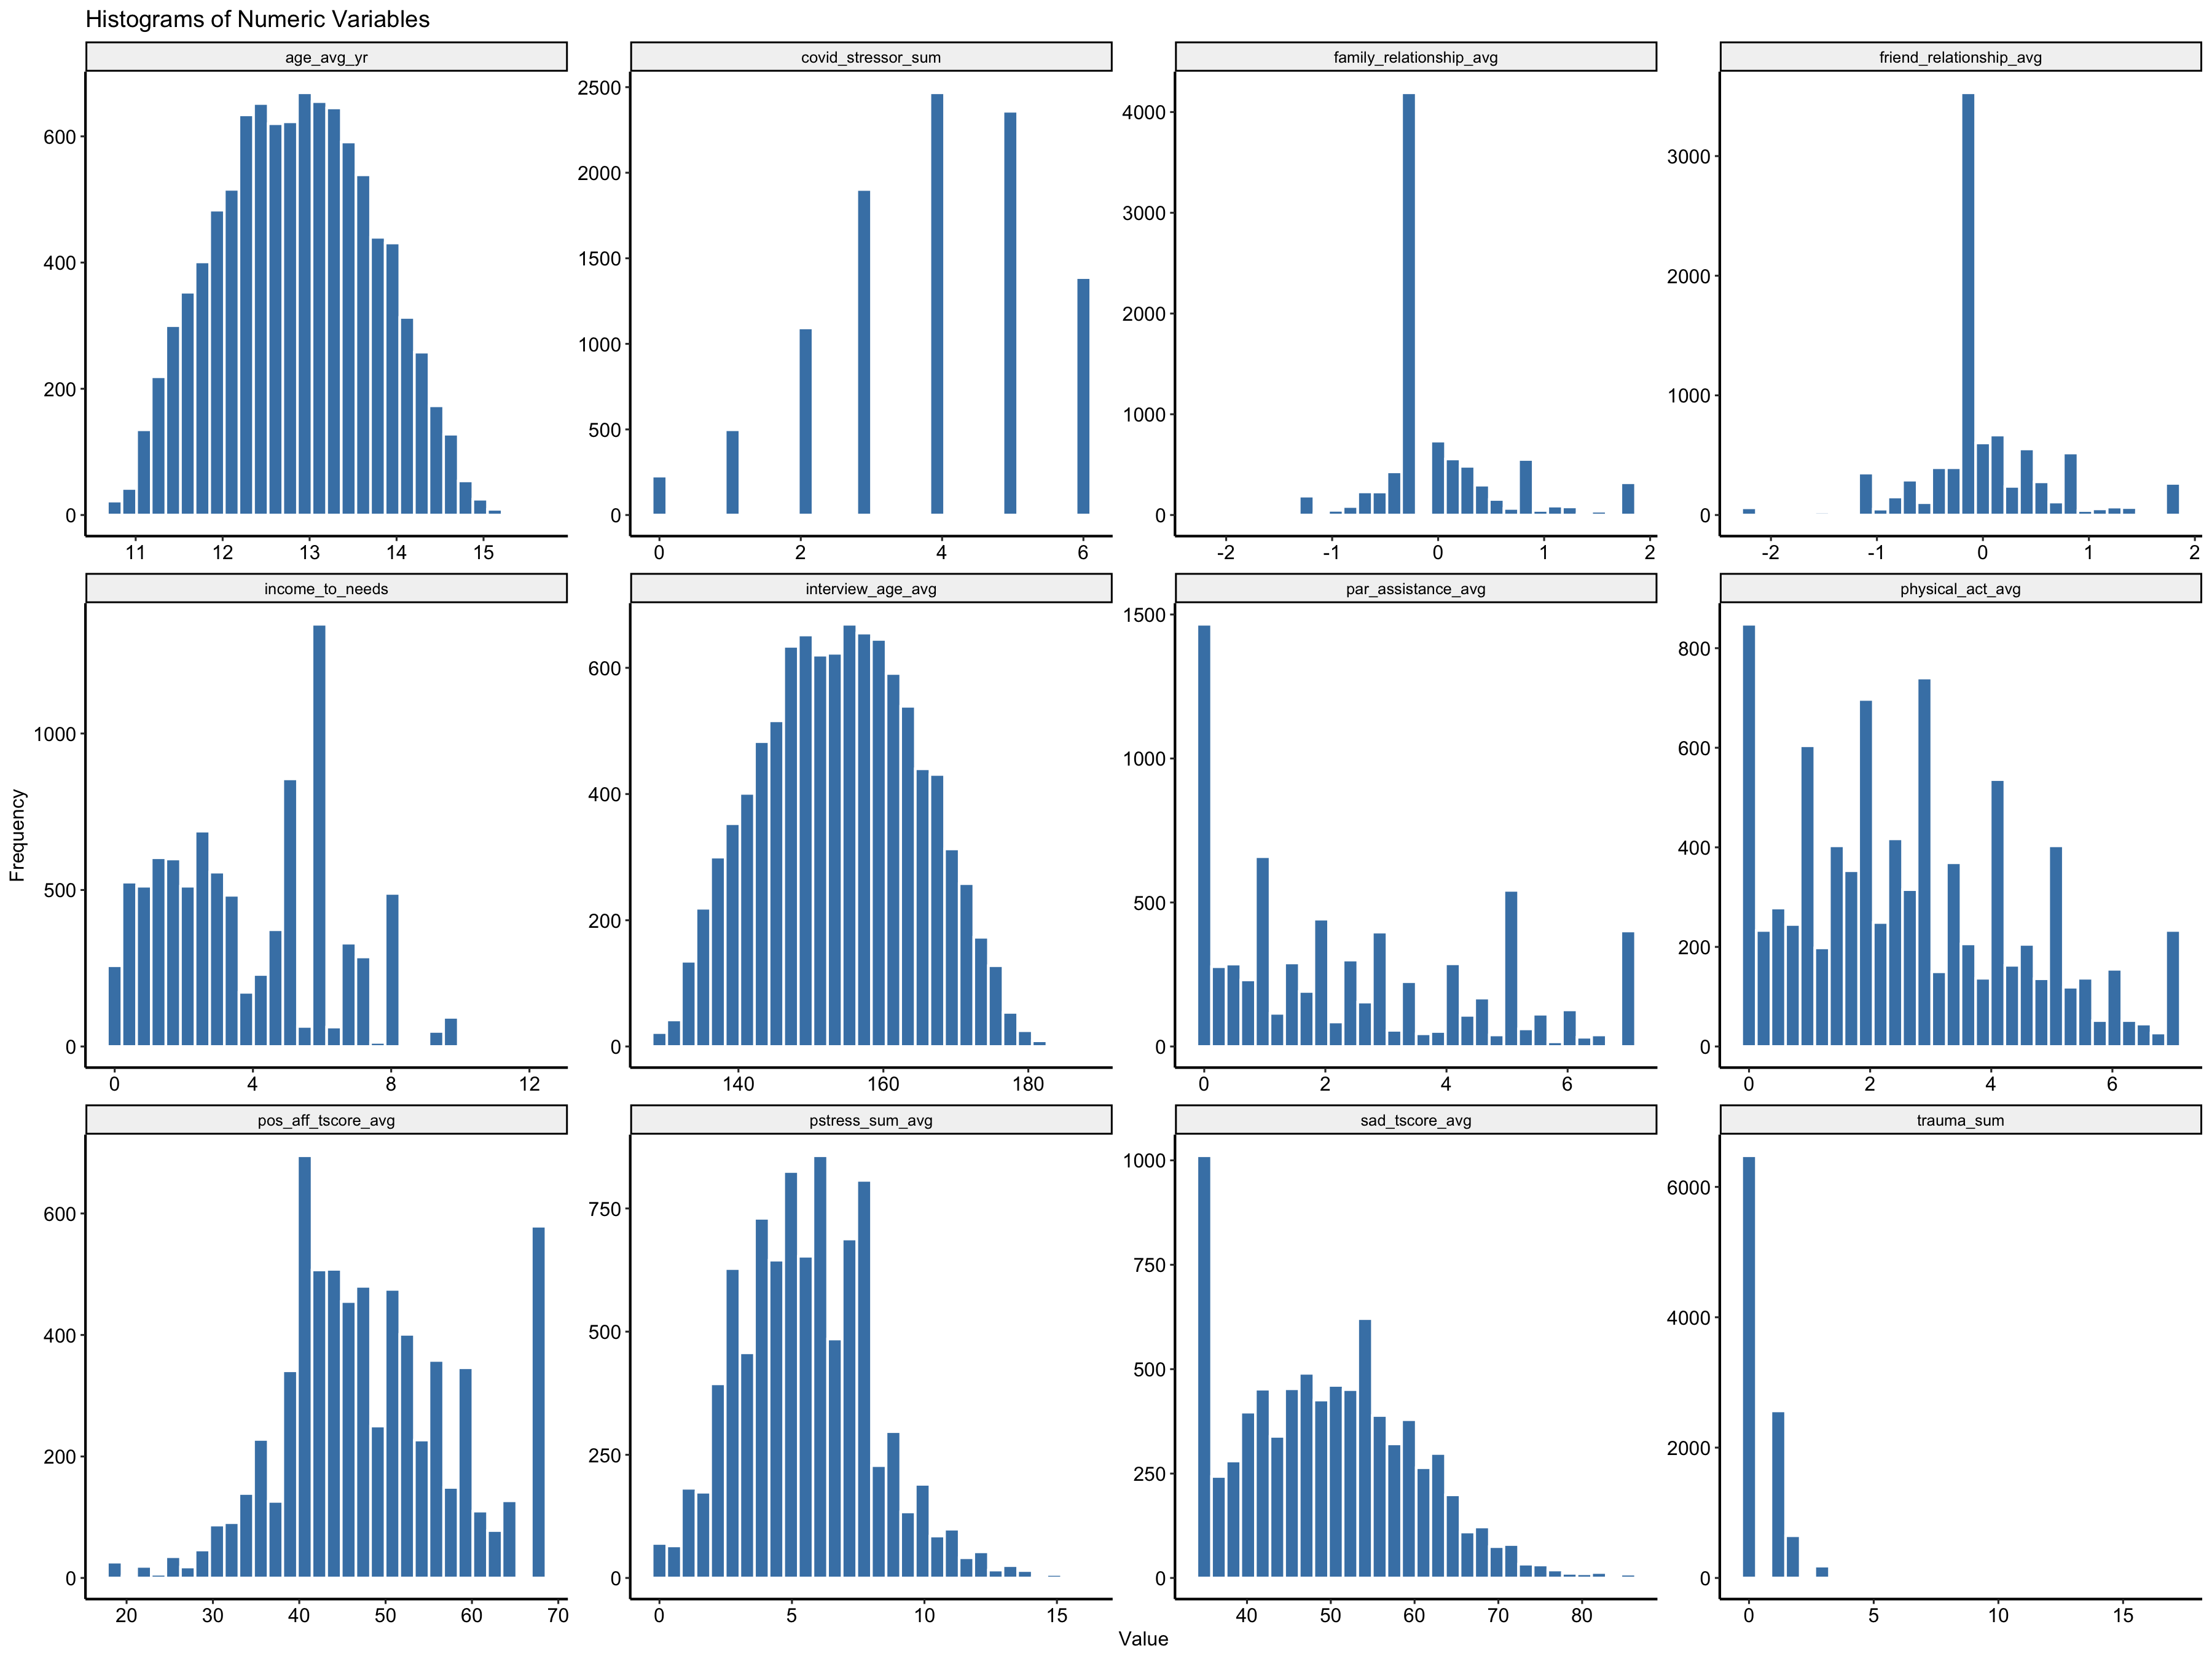 Histograms of Numeric Variables
age_avg_yr
covid_stressor_sum
family_relationship_avg
friend_relationship_avg
600
400
200
0
11 12 13 14 15
2500
2000
1500
1000
500
0
0 2 4 6
4000
3000
2000
1000
0
-2 -1 0 1 2
3000
2000
1000
0
-2 -1 0 1 2
income_to_needs
interview_age_avg
par_assistance_avg
physical_act_avg
Frequency
1000
500
0
0 4 8 12
600
400
200
0
140 160 180
1500
1000
500
0
0 2 4 6
800
600
400
200
0
0 2 4 6
pos_aff_tscore_avg
pstress_sum_avg
sad_tscore_avg
trauma_sum
600
400
200
0
20 30 40 50 60 70
750
500
250
0
0 5 10 15
1000
750
500
250
0
40 50 60 70 80
6000
4000
2000
0
0 5 10 15
Value